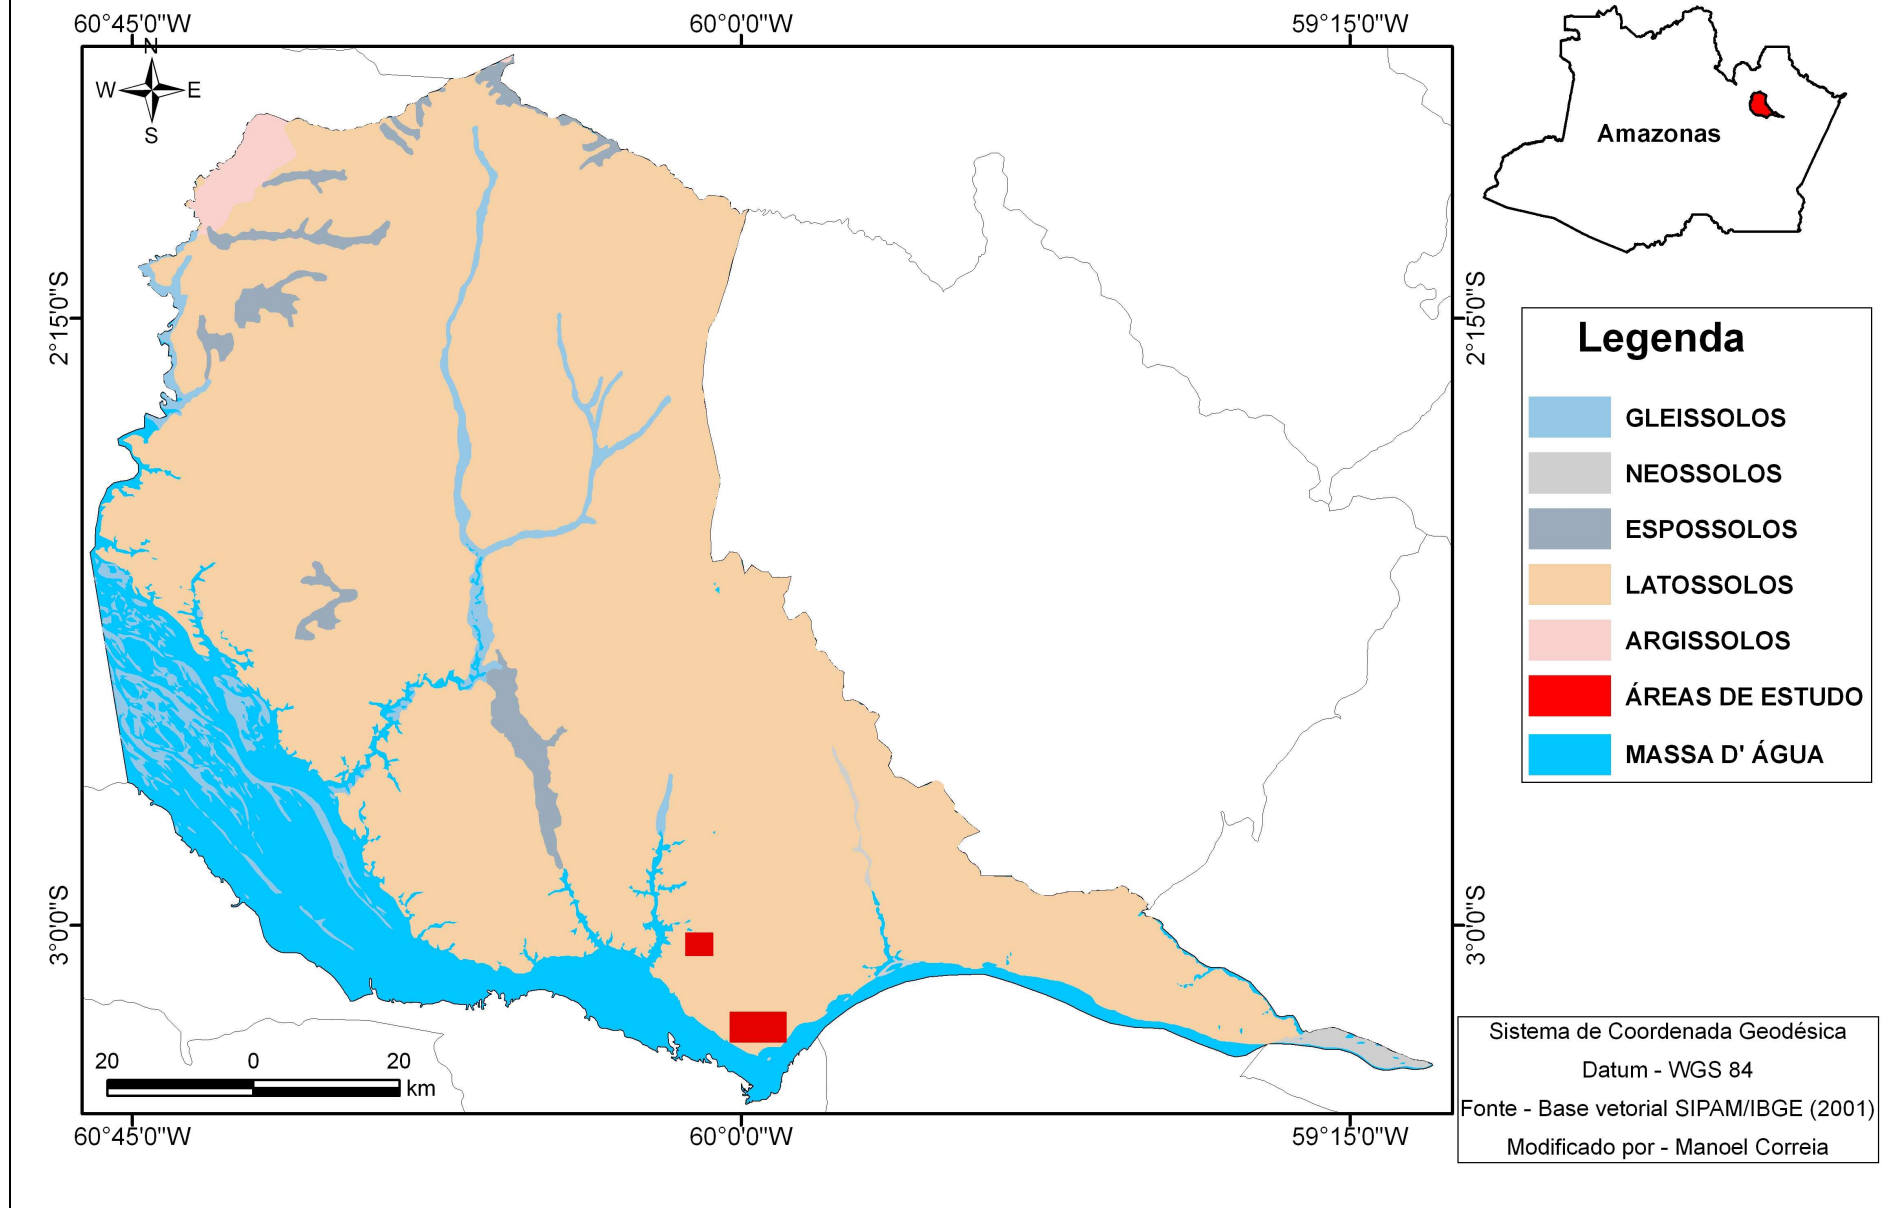 60°45'0"W 60°0'0"W 59°15'0"W
N
W E
S
Amazonas
2°15'0"S 2°15'0"S
Legenda
GLEISSOLOS
NEOSSOLOS
ESPOSSOLOS
LATOSSOLOS
ARGISSOLOS
ÁREAS DE ESTUDO
MASSA D' ÁGUA
3°0'0"S 3°0'0"S
20 0 20
km
60°45'0"W 60°0'0"W 59°15'0"W
Sistema de Coordenada Geodésica
Datum - WGS 84
Fonte - Base vetorial SIPAM/IBGE (2001)
Modificado por - Manoel Correia